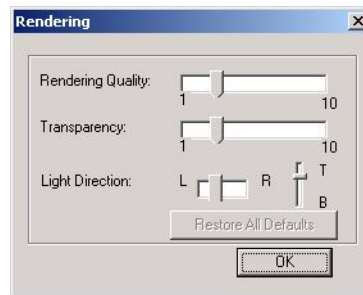 Rendering
Rendering Quality:
1 10
Transparency:
1 10
Light Direction: L R T
B
Restore All Defaults
OK